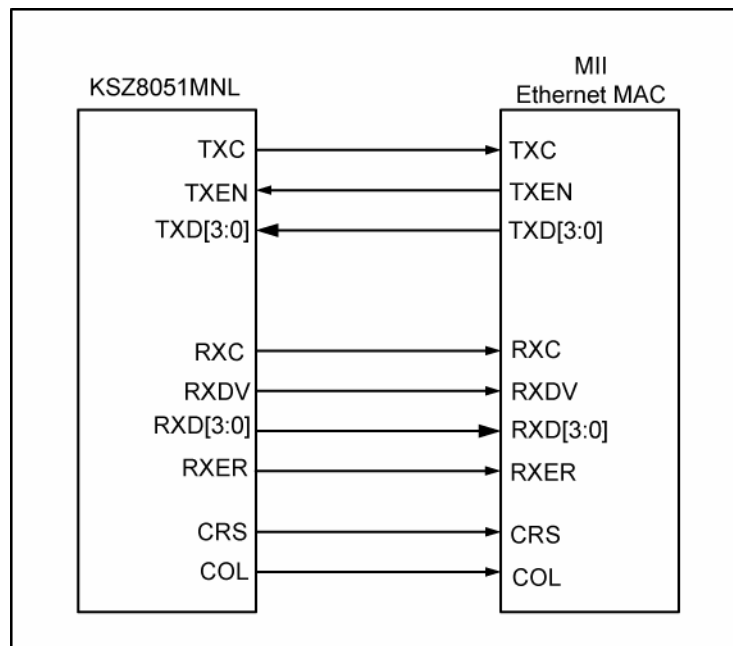 KSZ8051MNL
MII
Ethernet MAC
TXC
TXC
TXEN
TXEN
TXD[3:0]
TXD[3:0]
RXC
RXC
RXDV
RXDV
RXD[3:0]
RXD[3:0]
RXER
RXER
CRS
CRS
COL
COL